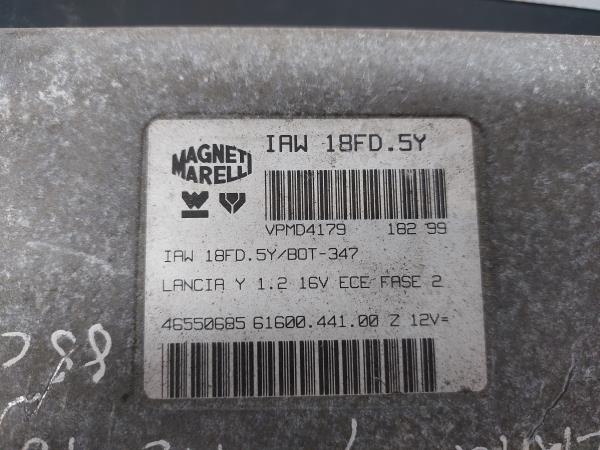 MAGNETI
MARELLI
IAW 18FD.5Y
VPMD4179 182 99
IAW 18FD.5Y/BOT-347
LANCIA Y 1.2 16V ECE FASE 2
46550685 61600.441.00 Z 12V=